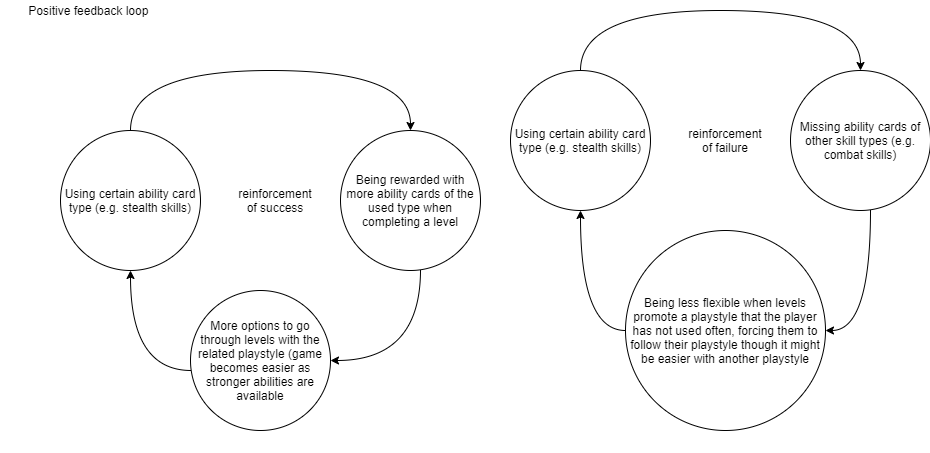 Positive feedback loop
Using certain ability card
type (e.g. stealth skills)
reinforcement
of success
Being rewarded with
more ability cards of the
used type when
completing a level
More options to go
through levels with the
related playstyle (game
becomes easier as
stronger abilities are
available
Using certain ability card
type (e.g. stealth skills)
reinforcement
of failure
Missing ability cards of
other skill types (e.g.
combat skills)
Being less flexible when levels
promote a playstyle that the player
has not used often, forcing them to
follow their playstyle though it might
be easier with another playstyle